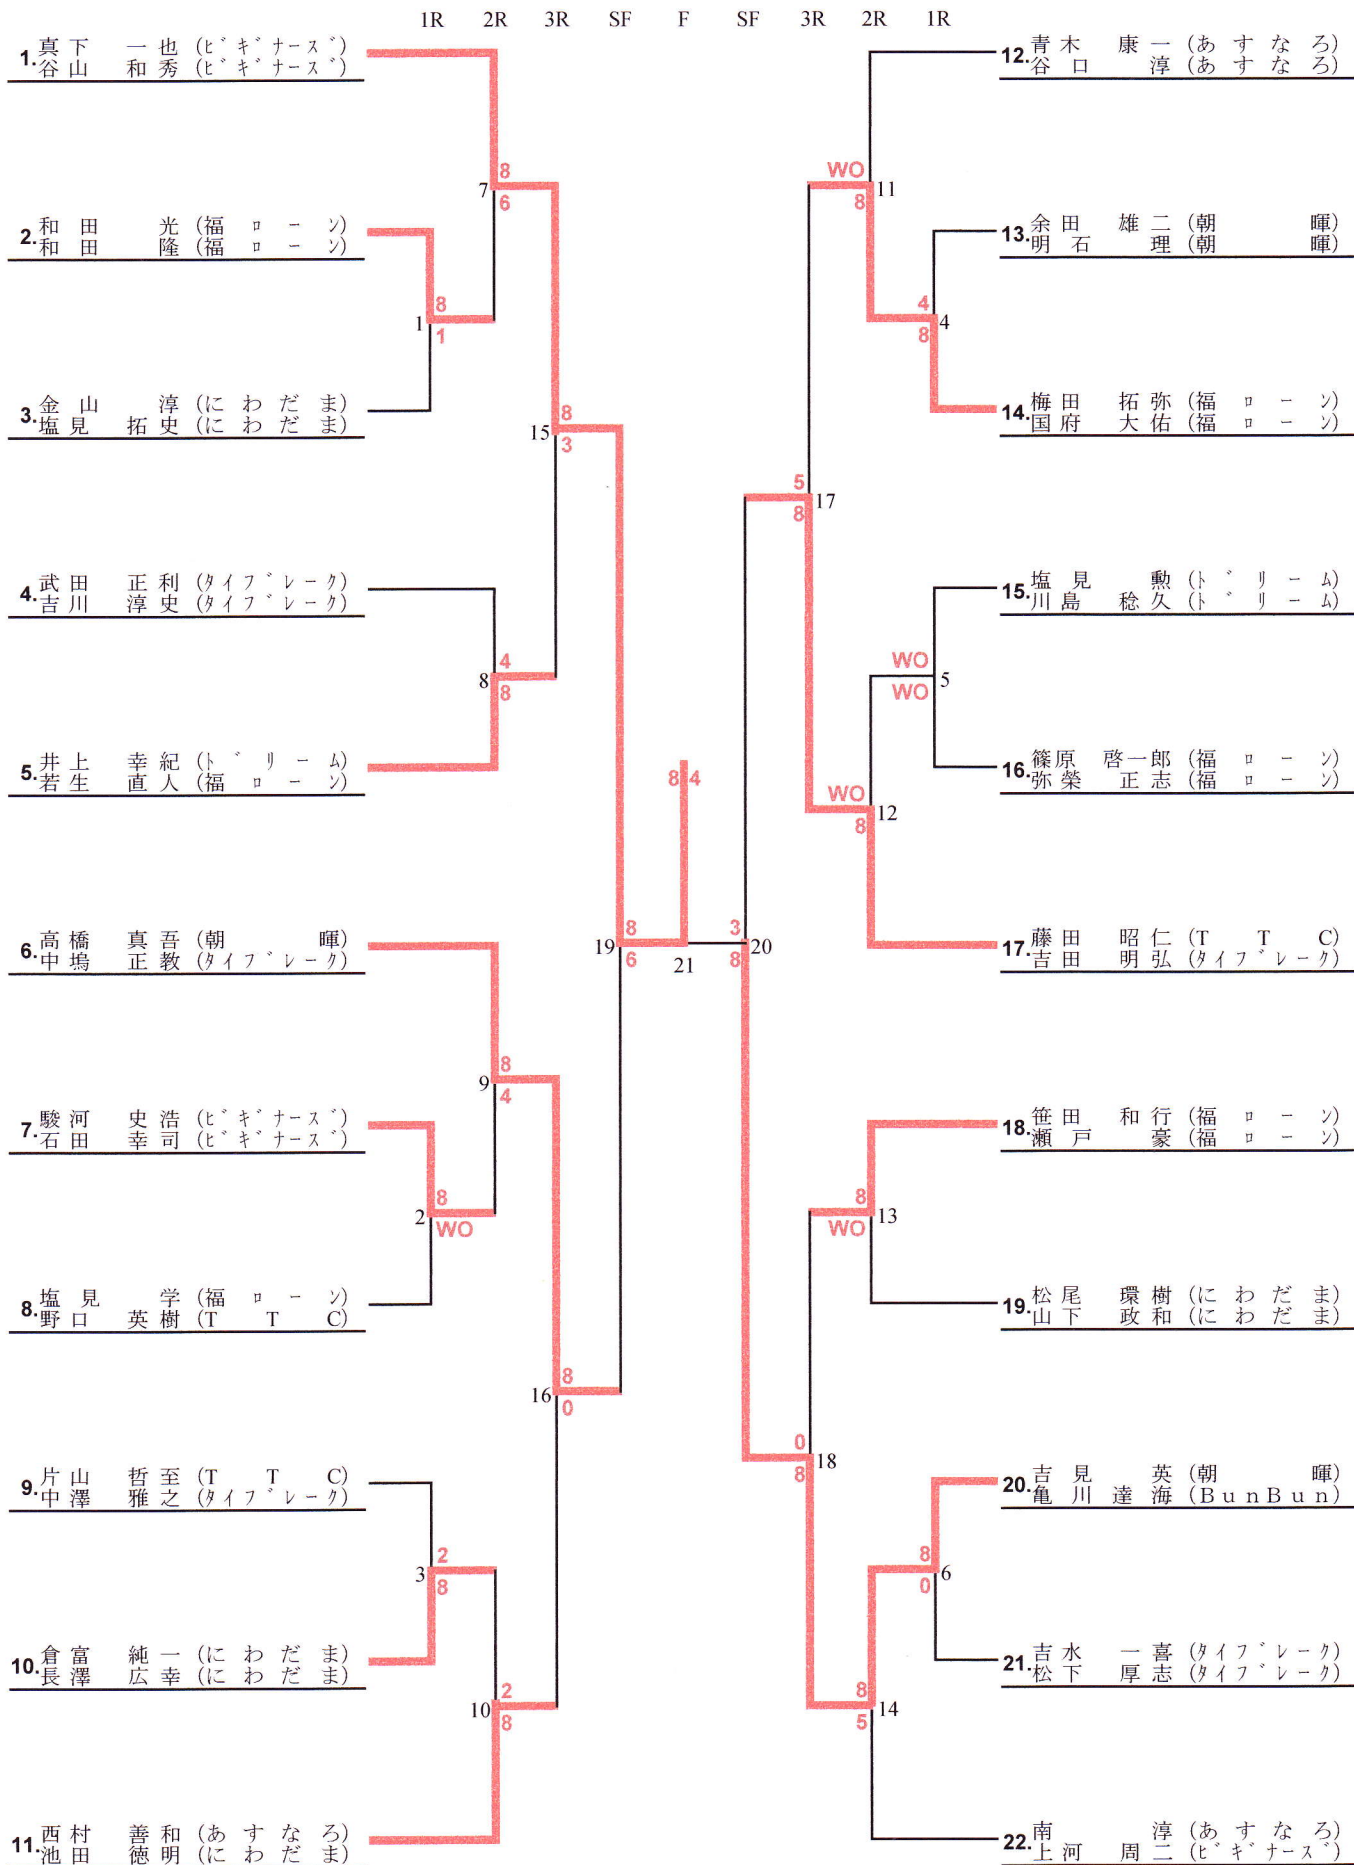 1R 2R 3R SF F SF 3R 2R 1R
1. 真下 一也 (ビギナーズ)
谷山 和秀 (ビギナーズ)
8
7
6
2. 和田 光 (福ローン)
和田 隆 (福ローン)
8
1
1
3. 金山 淳 (にわだま)
塩見 拓史 (にわだま)
8
15
3
4. 武田 正利 (タイブレーク)
吉川 淳史 (タイブレーク)
4
8
8
5. 井上 幸紀 (ドリーム)
若生 直人 (福ローン)
8 4
6. 高橋 真吾 (朝暉)
中塢 正教 (タイブレーク)
8
19
6
21
8
9
4
7. 駿河 史浩 (ビギナーズ)
石田 幸司 (ビギナーズ)
8
2
WO
8. 塩見 学 (福ローン)
野口 英樹 (TTC)
8
16
0
9. 片山 哲至 (TTC)
中澤 雅之 (タイブレーク)
2
3
8
10. 倉富 純一 (にわだま)
長澤 広幸 (にわだま)
2
10
8
11. 西村 善和 (あすなろ)
池田 徳明 (にわだま)
12. 青木 康一 (あすなろ)
谷口 淳 (あすなろ)
WO
11
8
13. 余田 雄二 (朝暉)
明石 理 (朝暉)
4
4
8
14. 梅田 拓弥 (福ローン)
国府 大佑 (福ローン)
5
17
8
15. 塩見 勲 (ドリーム)
川島 稔久 (ドリーム)
WO
5
WO
16. 篠原 啓一郎 (福ローン)
弥榮 正志 (福ローン)
WO
12
8
17. 藤田 昭仁 (TTC)
吉田 明弘 (タイブレーク)
3
20
8
18. 笹田 和行 (福ローン)
瀬戸 豪 (福ローン)
8
13
WO
19. 松尾 環樹 (にわだま)
山下 政和 (にわだま)
0
18
8
20. 吉見 英 (朝暉)
亀川 達海 (BunBun)
8
6
0
21. 吉水 一喜 (タイブレーク)
松下 厚志 (タイブレーク)
8
14
5
22. 南 淳 (あすなろ)
上河 周二 (ビギナーズ)